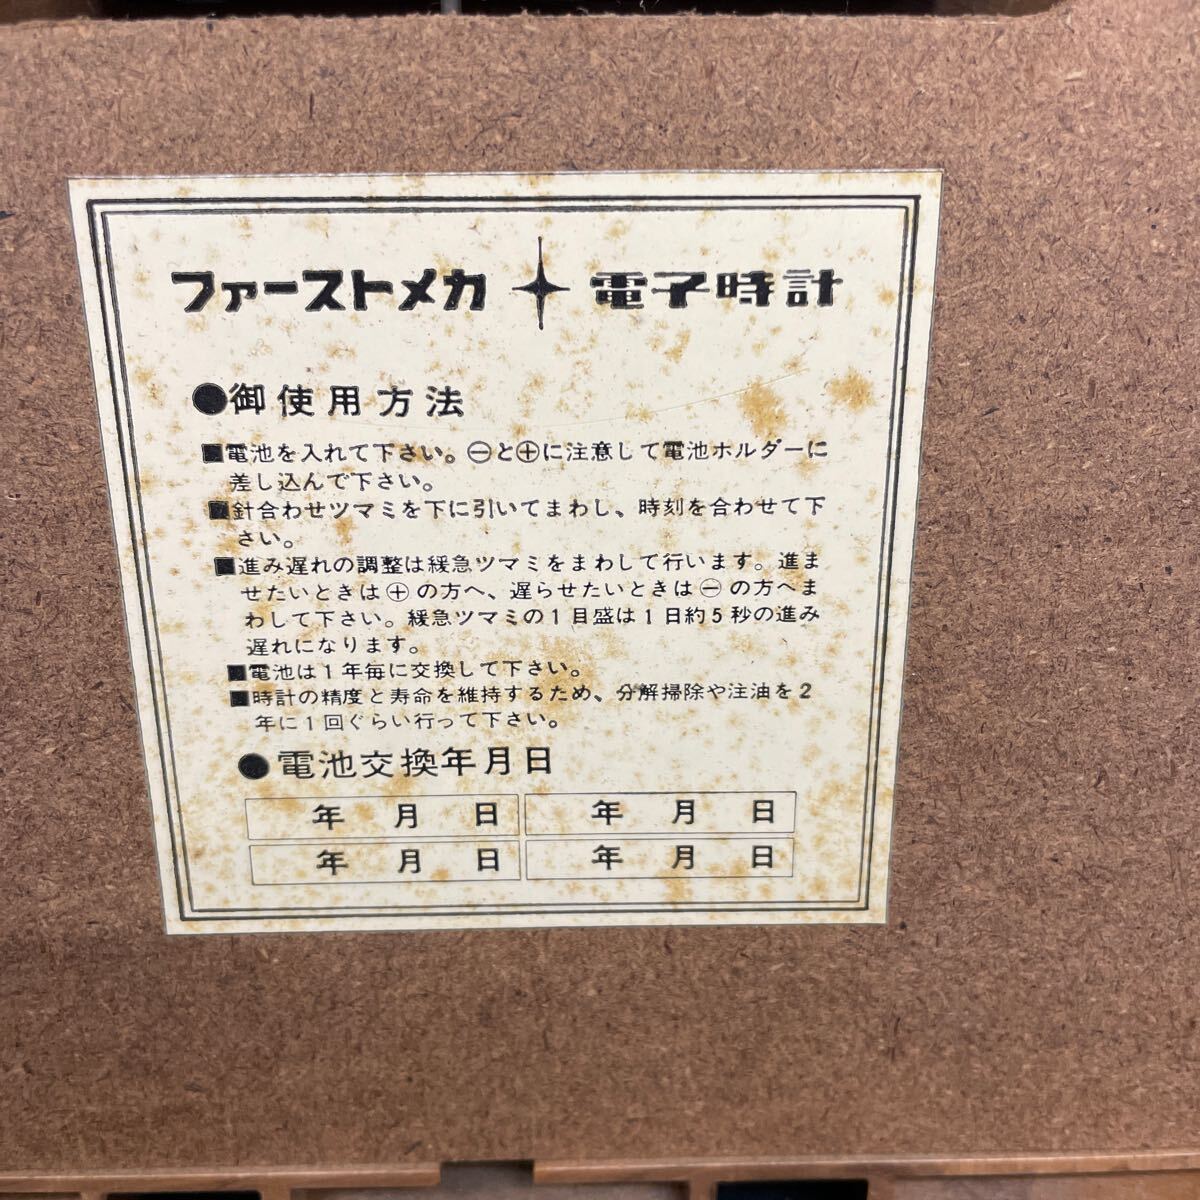 ファーストメカ 電子時計
●御使用方法
■電池を入れて下さい。⊖と⊕に注意して電池ホルダーに
差し込んで下さい。
■針合わせツマミを下に引いてまわし、時刻を合わせて下
さい。
■進み遅れの調整は緩急ツマミをまわして行います。進ま
せたいときは⊕の方へ、遅らせたいときは⊖の方へま
わして下さい。緩急ツマミの1目盛は1日約5秒の進み
遅れになります。
■電池は1年毎に交換して下さい。
■時計の精度と寿命を維持するため、分解掃除や注油を2
年に1回ぐらい行って下さい。
●電池交換年月日
年 月 日 年 月 日
年 月 日 年 月 日